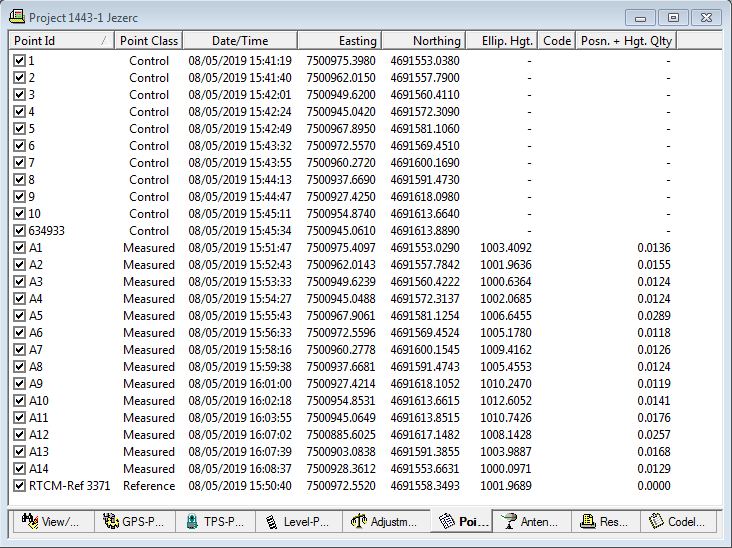 Project 1443-1 Jezerc
Point Id Point Class Date/Time Easting Northing Ellip. Hgt. Code Posn. + Hgt. Qlty
1 Control 08/05/2019 15:41:19 7500975.3980 4691553.0380 - -
2 Control 08/05/2019 15:41:40 7500962.0150 4691557.7900 - -
3 Control 08/05/2019 15:42:01 7500949.6200 4691560.4110 - -
4 Control 08/05/2019 15:42:24 7500945.0420 4691572.3090 - -
5 Control 08/05/2019 15:42:49 7500967.8950 4691581.1060 - -
6 Control 08/05/2019 15:43:32 7500972.5570 4691569.4510 - -
7 Control 08/05/2019 15:43:55 7500960.2720 4691600.1690 - -
8 Control 08/05/2019 15:44:13 7500937.6690 4691591.4730 - -
9 Control 08/05/2019 15:44:47 7500927.4250 4691618.0980 - -
10 Control 08/05/2019 15:45:11 7500954.8740 4691613.6640 - -
634933 Control 08/05/2019 15:45:34 7500945.0610 4691613.8890 - -
A1 Measured 08/05/2019 15:51:47 7500975.4097 4691553.0290 1003.4092 0.0136
A2 Measured 08/05/2019 15:52:43 7500962.0143 4691557.7842 1001.9636 0.0155
A3 Measured 08/05/2019 15:53:33 7500949.6239 4691560.4222 1000.6364 0.0124
A4 Measured 08/05/2019 15:54:27 7500945.0488 4691572.3137 1002.0685 0.0124
A5 Measured 08/05/2019 15:55:43 7500967.9061 4691581.1254 1006.6455 0.0289
A6 Measured 08/05/2019 15:56:33 7500972.5596 4691569.4524 1005.1780 0.0118
A7 Measured 08/05/2019 15:58:16 7500960.2778 4691600.1545 1009.4162 0.0126
A8 Measured 08/05/2019 15:59:38 7500937.6681 4691591.4743 1005.4553 0.0124
A9 Measured 08/05/2019 16:01:00 7500927.4214 4691618.1052 1010.2470 0.0119
A10 Measured 08/05/2019 16:02:18 7500954.8531 4691613.6615 1012.6052 0.0141
A11 Measured 08/05/2019 16:03:55 7500945.0649 4691613.8515 1010.7426 0.0176
A12 Measured 08/05/2019 16:07:02 7500885.6025 4691617.1482 1008.1428 0.0257
A13 Measured 08/05/2019 16:07:39 7500903.0838 4691591.3855 1003.9887 0.0168
A14 Measured 08/05/2019 16:08:37 7500928.3612 4691553.6631 1000.0971 0.0129
RTCM-Ref 3371 Reference 08/05/2019 15:50:40 7500972.5520 4691558.3493 1001.9689 0.0000
View/... GPS-P... TPS-P... Level-P... Adjustm... Poi... Anten... Res... Codel...